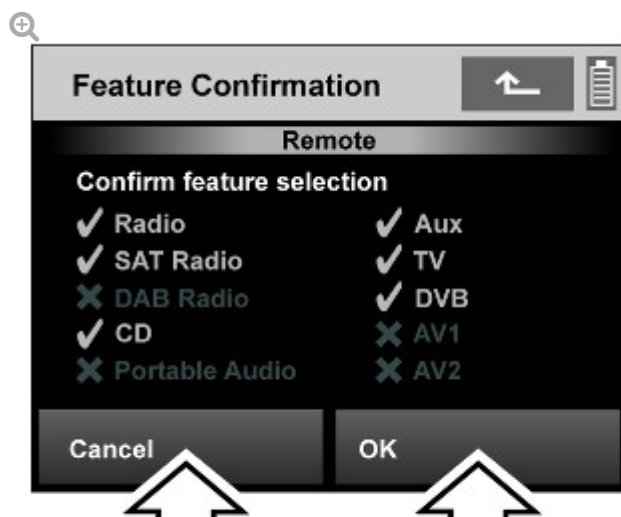 Feature Confirmation
Remote
Confirm feature selection
Radio
SAT Radio
DAB Radio
CD
Portable Audio
Aux
TV
DVB
AV1
AV2
Cancel
OK